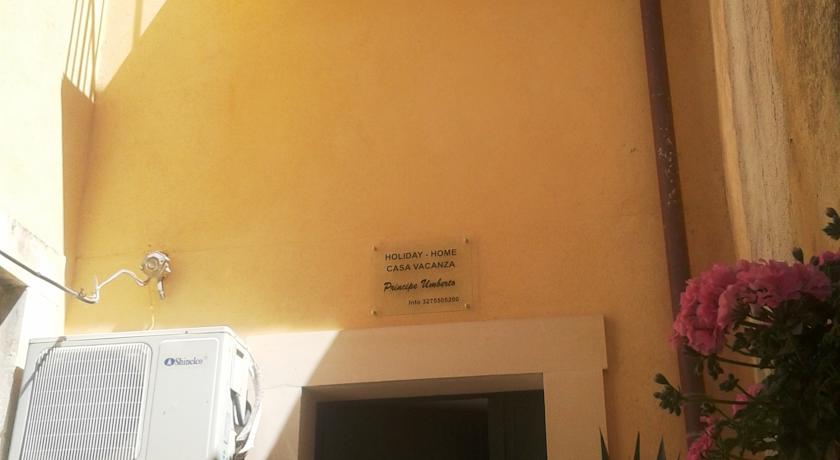 HOLIDAY - HOME
CASA VACANZA
Principe Umberto
Info 3275505200
Shinelco